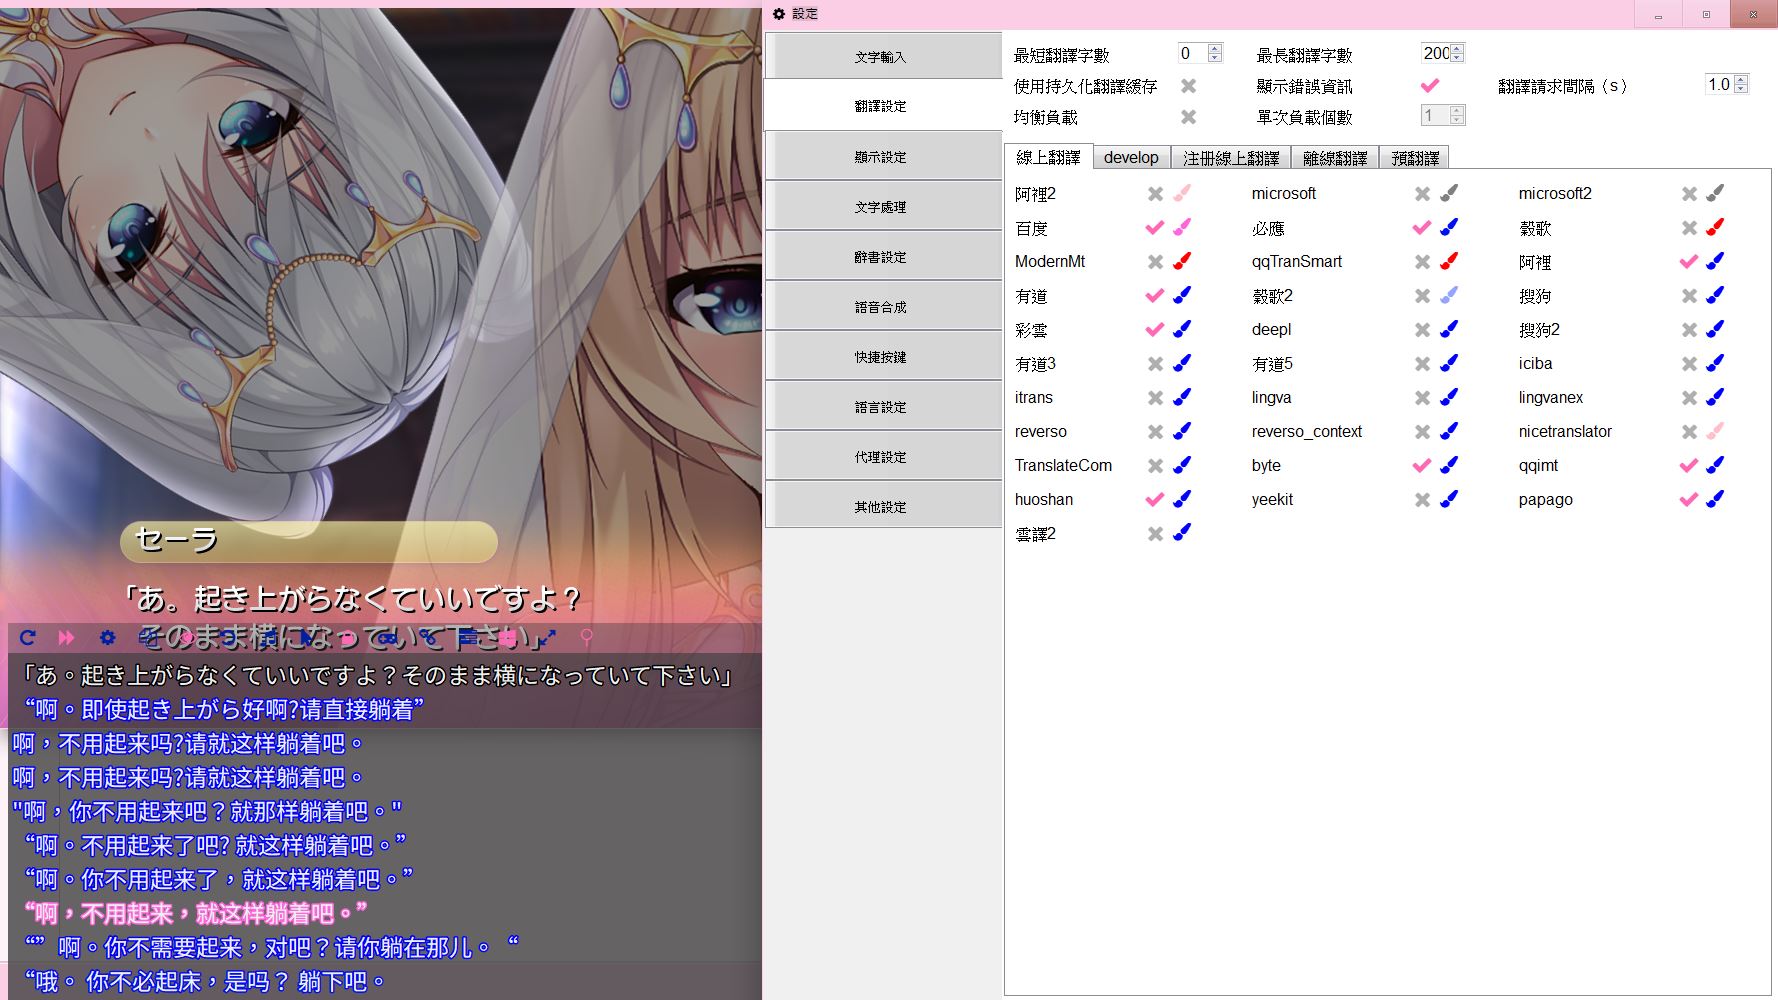 セーラ
「あ。起き上がらなくていいですよ？
そのまま横になっていて下さい」
「あ。起き上がらなくていいですよ？そのまま横になっていて下さい」
“啊。即使起き上がら好啊?请直接躺着”
啊，不用起来吗?请就这样躺着吧。
啊，不用起来吗?请就这样躺着吧。
"啊，你不用起来吧？就那样躺着吧。"
“啊。不用起来了吧? 就这样躺着吧。”
“啊。你不用起来了，就这样躺着吧。”
“啊，不用起来，就这样躺着吧。”
“”啊。你不需要起来，对吧？请你躺在那儿。“
“哦。 你不必起床，是吗？ 躺下吧。
設定
文字輸入
翻譯設定
顯示設定
文字處理
辭書設定
語音合成
快捷按鍵
語言設定
代理設定
其他設定
最短翻譯字數 0 最長翻譯字數 200
使用持久化翻譯緩存 顯示錯誤資訊 翻譯請求間隔（s） 1.0
均衡負載 單次負載個數 1
線上翻譯 develop 注册線上翻譯 離線翻譯 預翻譯
阿裡2 microsoft microsoft2
百度 必應 穀歌
ModernMt qqTranSmart 阿裡
有道 穀歌2 搜狗
彩雲 deepl 搜狗2
有道3 有道5 iciba
itrans lingva lingvanex
reverso reverso_context nicetranslator
TranslateCom byte qqimt
huoshan yeekit papago
雲譯2